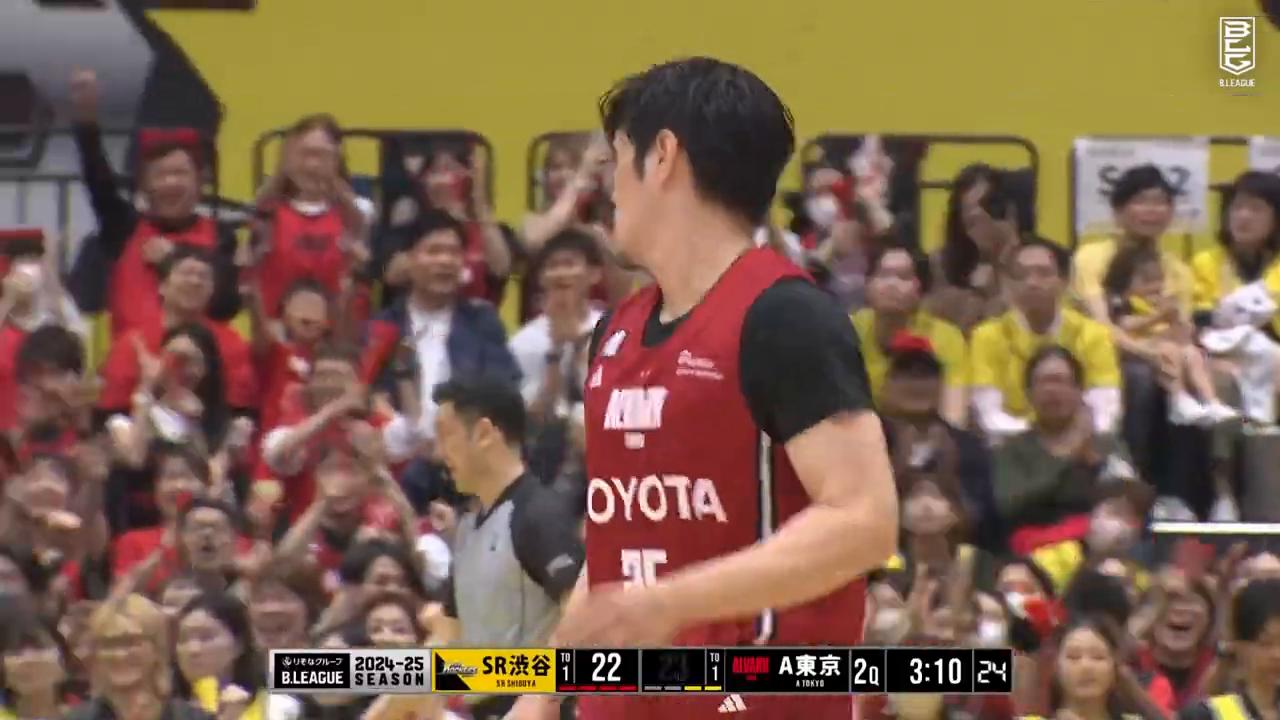 B.LEAGUE
ALVARK
TOYOTA
りそなグループ
B.LEAGUE
2024-25
SEASON
SR渋谷
SR SHIBUYA
TO
1
22
TO
1
ALVARK
A東京
A TOKYO
2Q
3:10
24